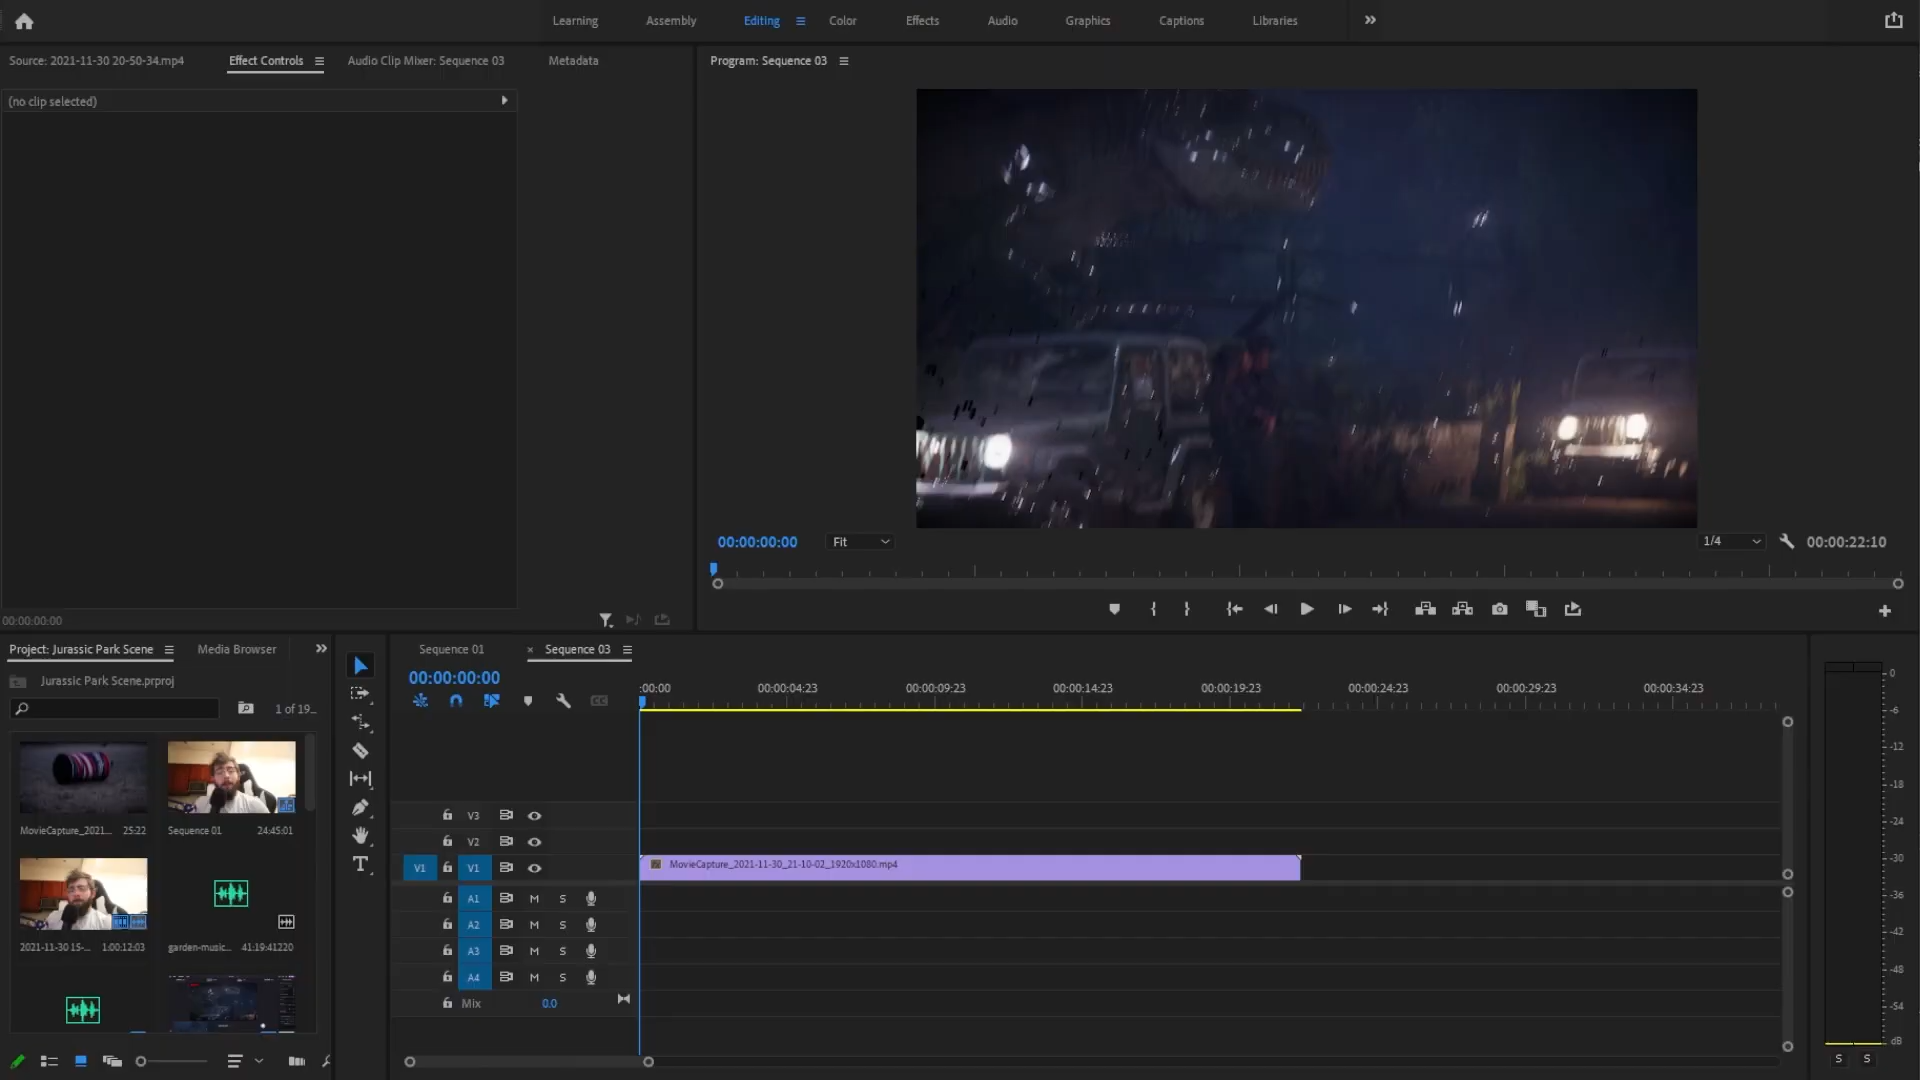 Learning Assembly Editing Color Effects Audio Graphics Captions Libraries
Source: 2021-11-30 20-50-34.mp4 Effect Controls Audio Clip Mixer: Sequence 03 Metadata
Program: Sequence 03
(no clip selected)
00:00:00:00 Fit 1/4 00:00:22:10
00:00:00:00
Project: Jurassic Park Scene Media Browser
Jurassic Park Scene.prproj
1 of 19...
MovieCapture_2021... 25:22
Sequence 01 24:45:01
2021-11-30 15-... 1:00:12:03
garden-music... 41:19:41220
Sequence 01 × Sequence 03
00:00:00:00
:00:00 00:00:04:23 00:00:09:23 00:00:14:23 00:00:19:23 00:00:24:23 00:00:29:23 00:00:34:23
V3
V2
V1 V1 MovieCapture_2021-11-30_21-10-02_1920x1080.mp4
A1 M S
A2 M S
A3 M S
A4 M S
Mix 0.0
0
-6
-12
-18
-24
-30
-36
-42
-48
-54
dB
S S